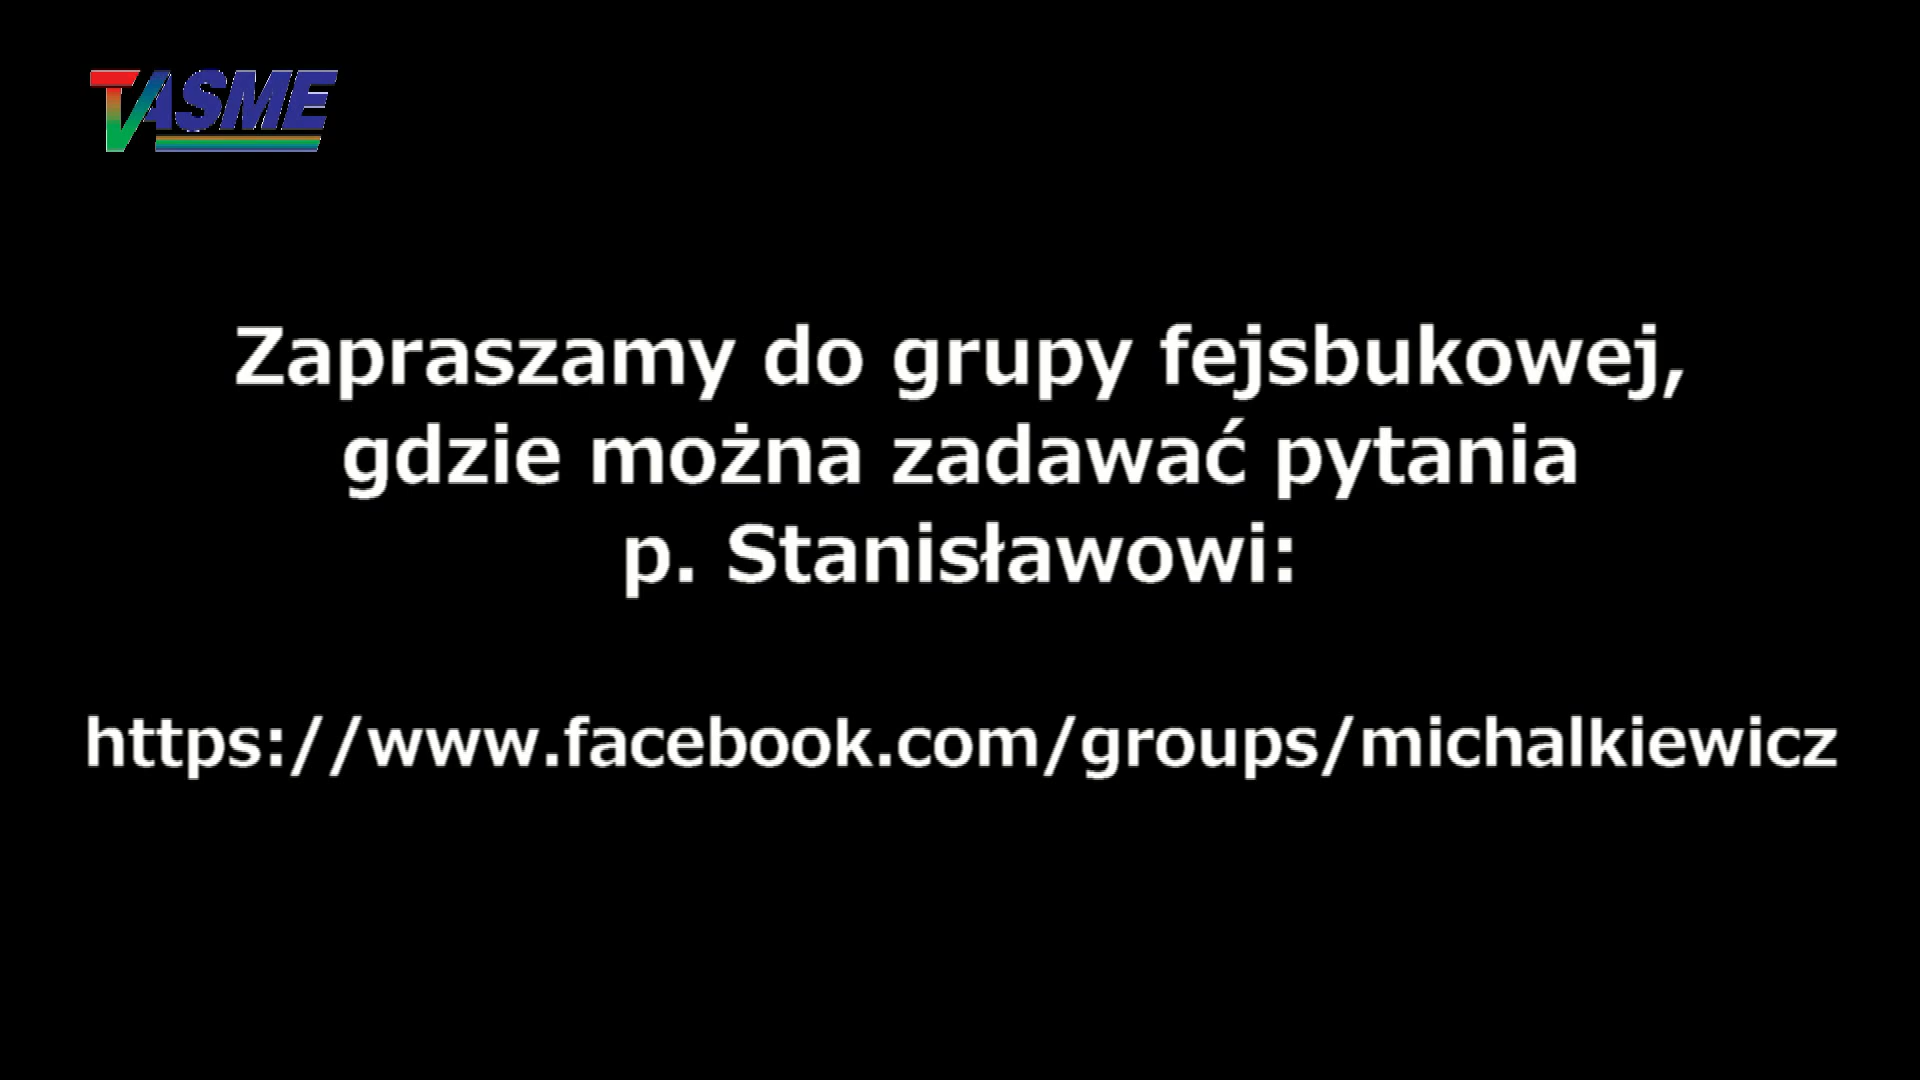 TVASME
Zapraszamy do grupy fejsbukowej,
gdzie można zadawać pytania
p. Stanisławowi:
https://www.facebook.com/groups/michalkiewicz